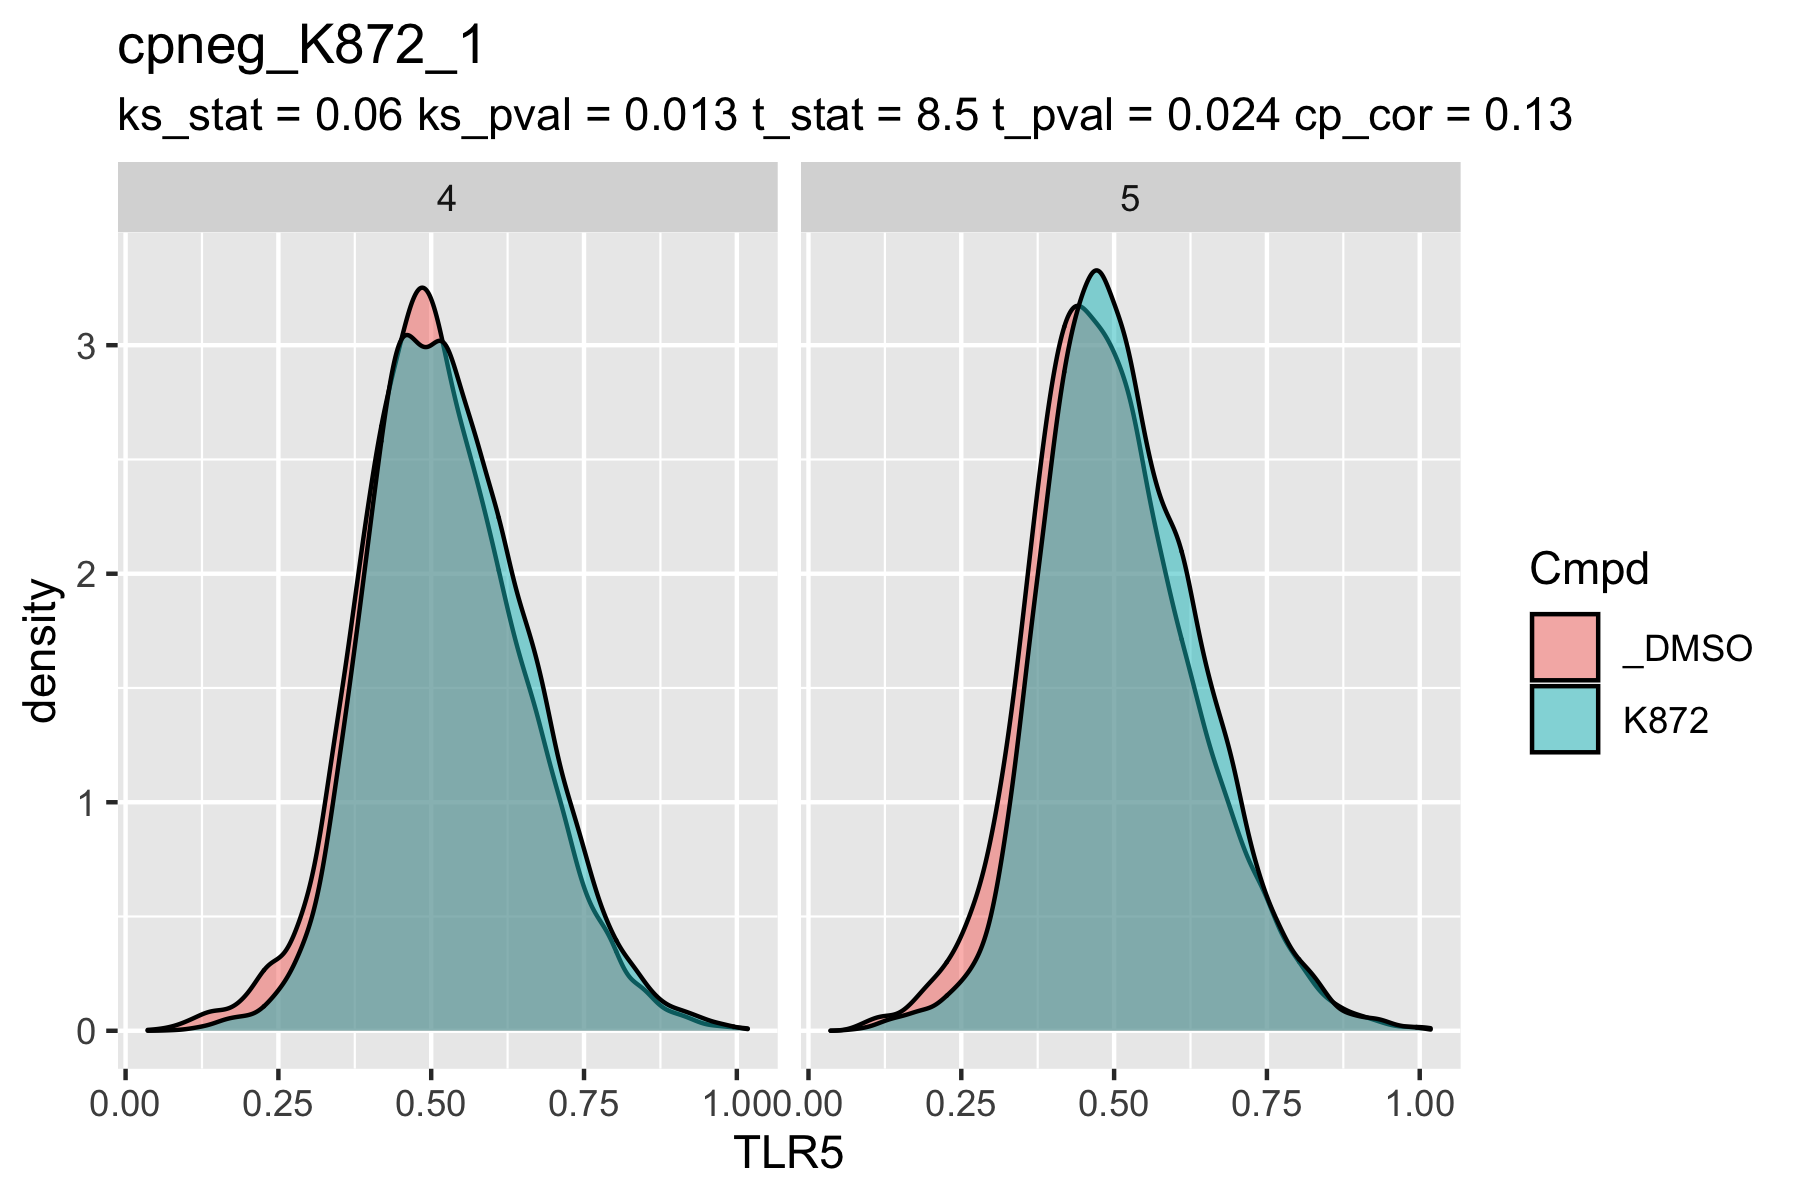 cpneg_K872_1
ks_stat = 0.06 ks_pval = 0.013 t_stat = 8.5 t_pval = 0.024 cp_cor = 0.13
4
5
density
3
2
1
0
0.00 0.25 0.50 0.75 1.00
0.00 0.25 0.50 0.75 1.00
TLR5
Cmpd
_DMSO
K872